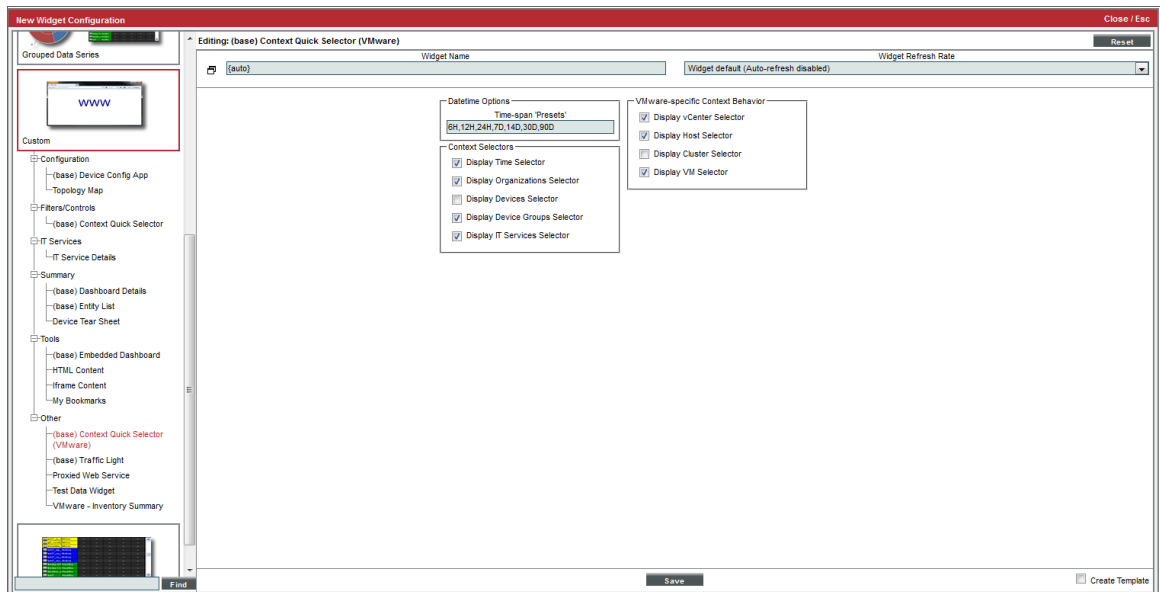 New Widget Configuration
Close / Esc
Grouped Data Series
www
Custom
Configuration
(base) Device Config App
Topology Map
Filters/Controls
(base) Context Quick Selector
IT Services
IT Service Details
Summary
(base) Dashboard Details
(base) Entity List
Device Tear Sheet
Tools
(base) Embedded Dashboard
HTML Content
Iframe Content
My Bookmarks
Other
(base) Context Quick Selector
(VMware)
(base) Traffic Light
Proxied Web Service
Test Data Widget
VMware - Inventory Summary
Find
Editing: (base) Context Quick Selector (VMware)
Reset
Widget Name
Widget Refresh Rate
{auto}
Widget default (Auto-refresh disabled)
Datetime Options
Time-span 'Presets'
6H,12H,24H,7D,14D,30D,90D
Context Selectors
Display Time Selector
Display Organizations Selector
Display Devices Selector
Display Device Groups Selector
Display IT Services Selector
VMware-specific Context Behavior
Display vCenter Selector
Display Host Selector
Display Cluster Selector
Display VM Selector
Save
Create Template